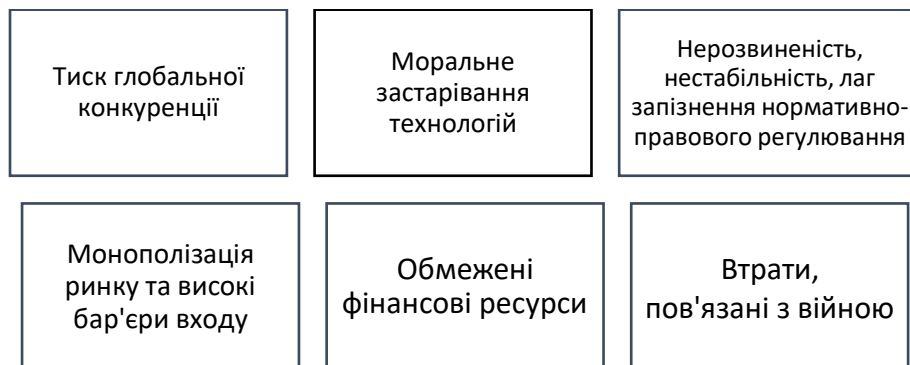 Тиск глобальної
конкуренції
Моральне
застарівання
технологій
Нерозвиненість,
нестабільність, лаг
запізнення нормативно-
правового регулювання
Монополізація
ринку та високі
бар'єри входу
Обмежені
фінансові ресурси
Втрати,
пов'язані з війною